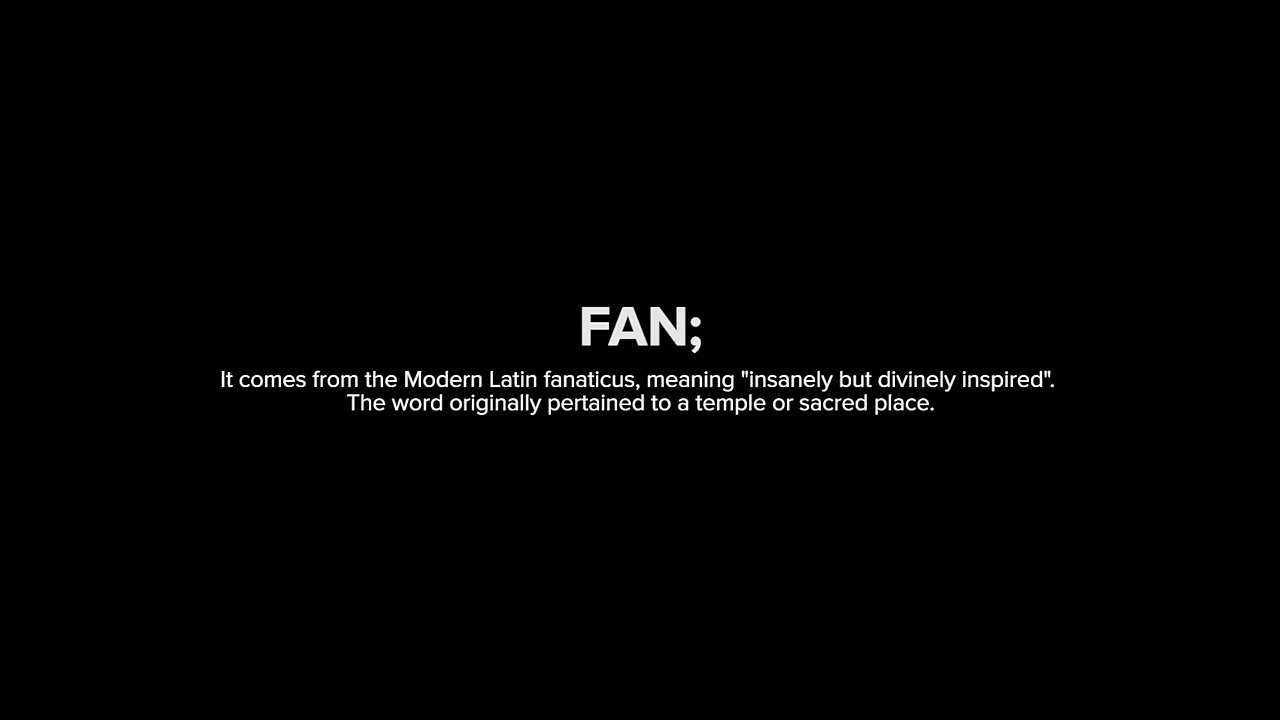 FAN;
It comes from the Modern Latin fanaticus, meaning "insanely but divinely inspired".
The word originally pertained to a temple or sacred place.